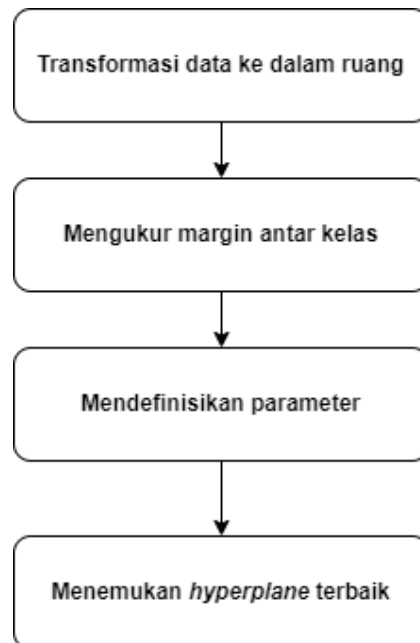 Transformasi data ke dalam ruang
Mengukur margin antar kelas
Mendefinisikan parameter
Menemukan hyperplane terbaik